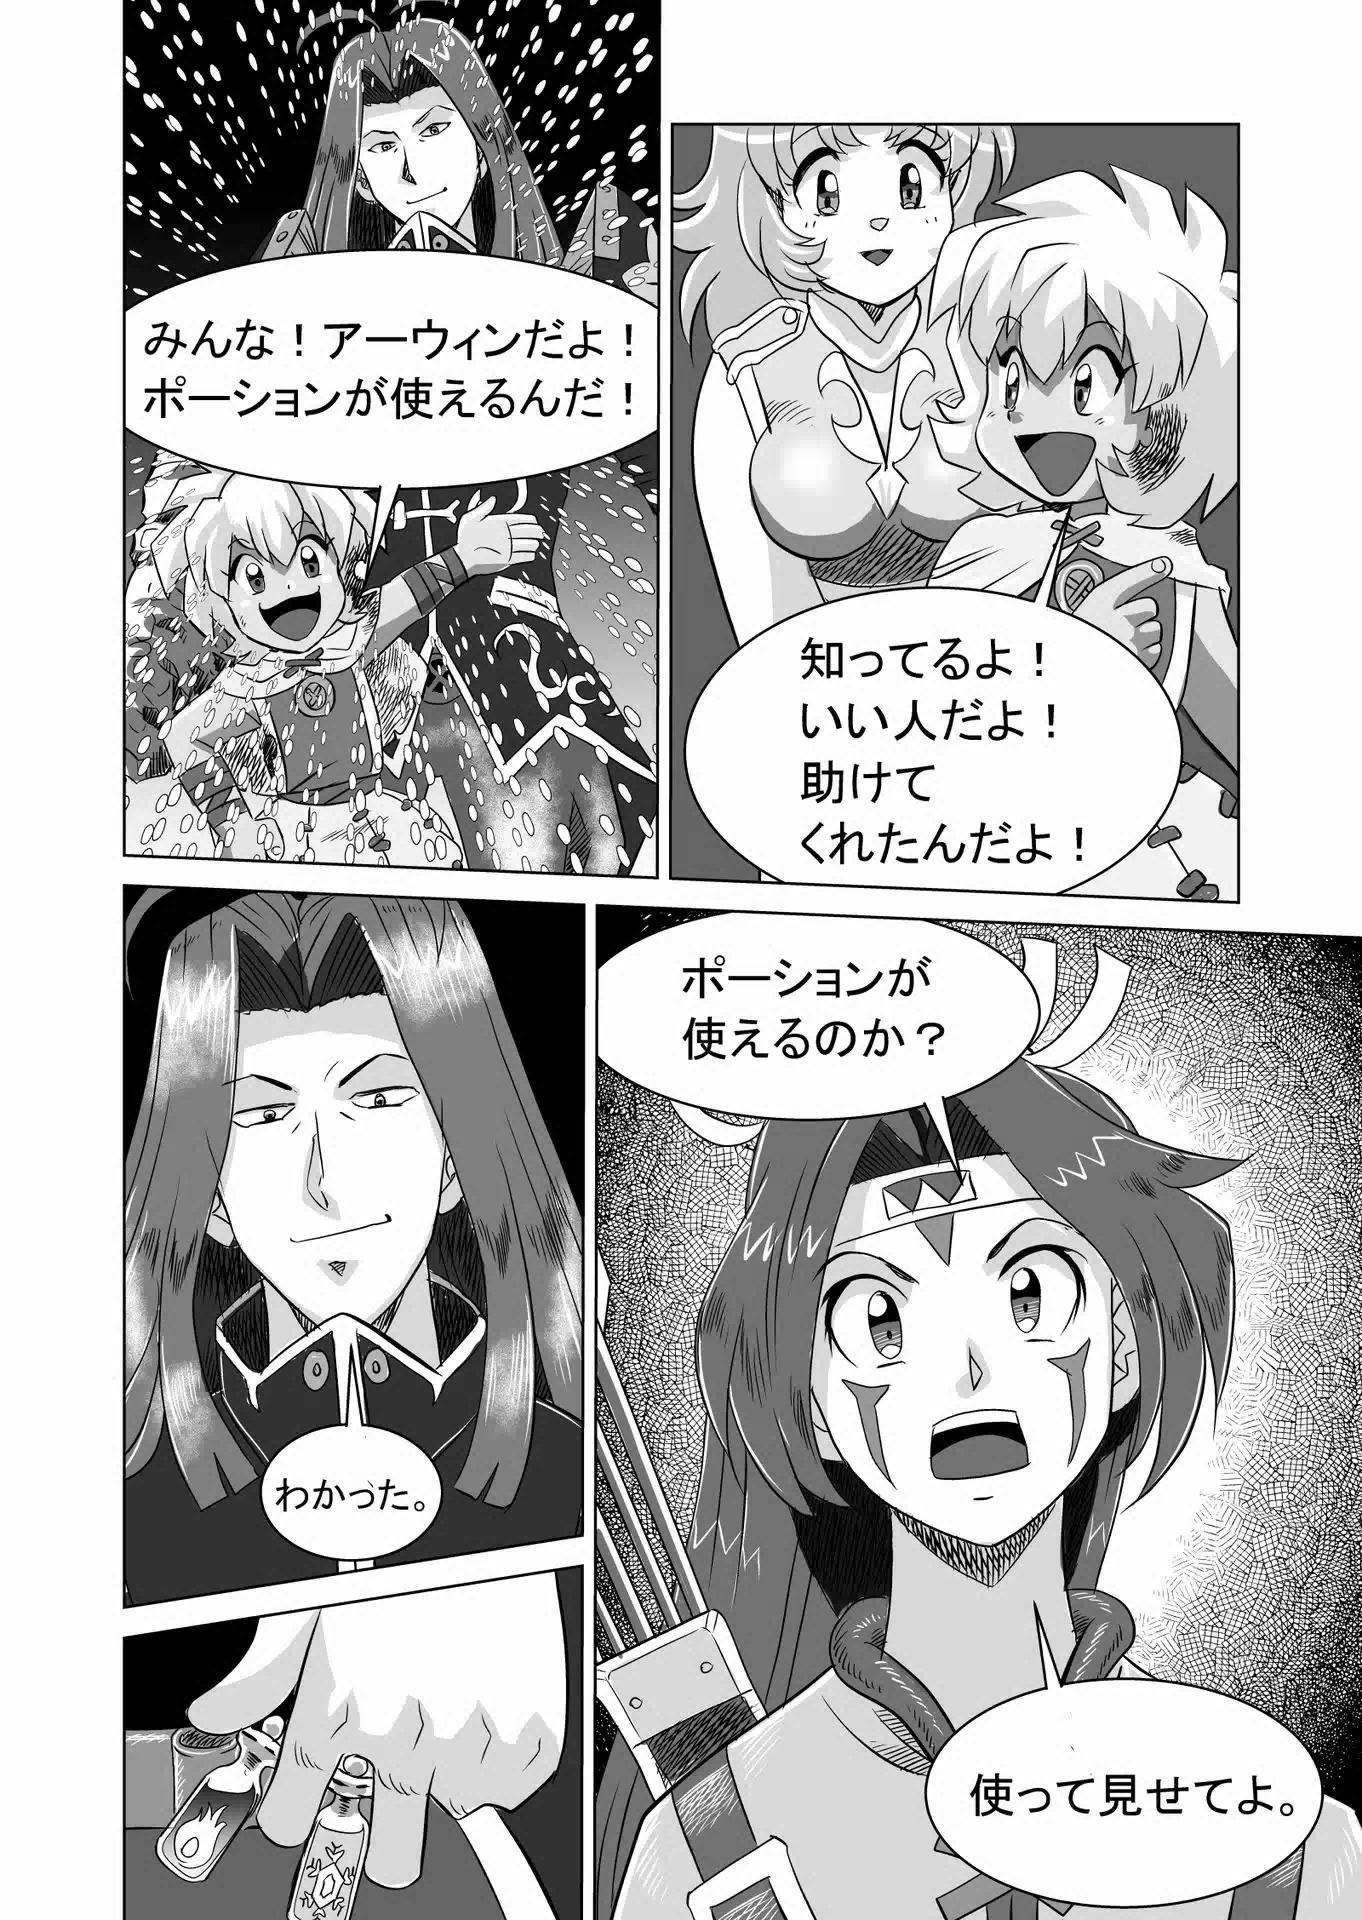 知ってるよ！
いい人だよ！
助けて
くれたんだよ！
みんな！アーウィンだよ！
ポーションが使えるんだ！
ポーションが
使えるのか？
使って見せてよ。
わかった。